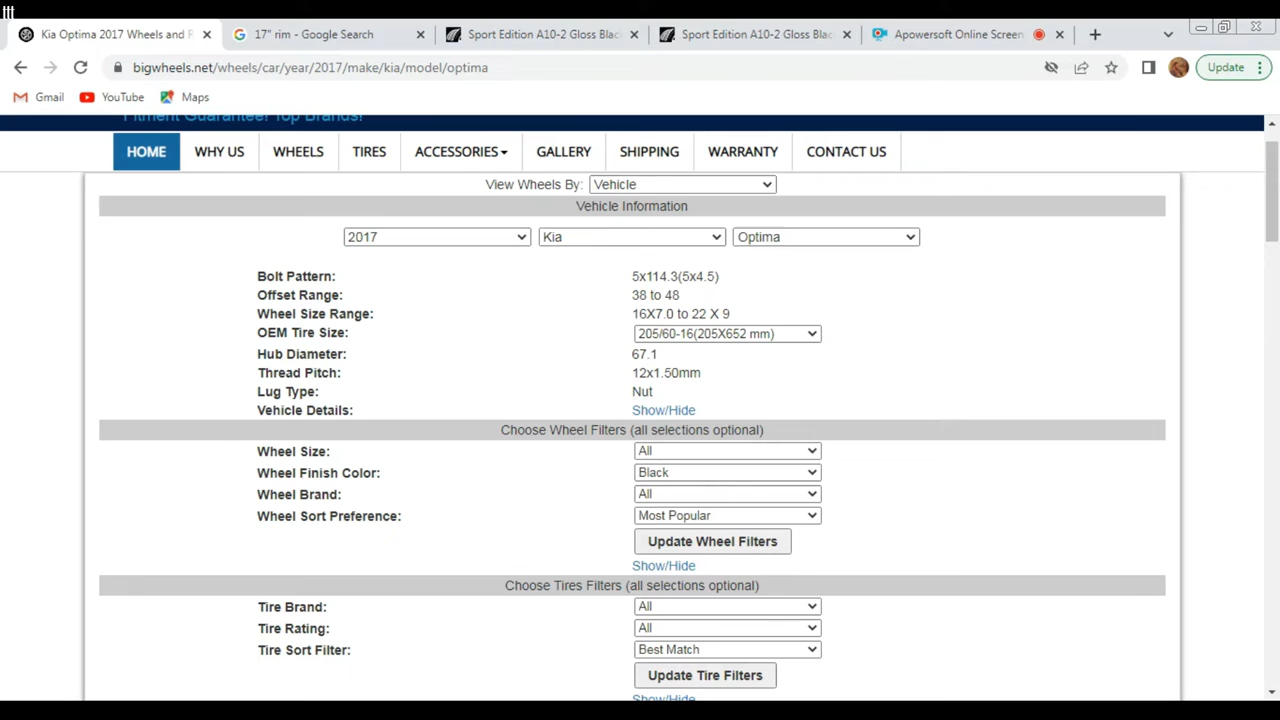 ttt
Kia Optima 2017 Wheels and R
17" rim - Google Search
Sport Edition A10-2 Gloss Blac
Sport Edition A10-2 Gloss Blac
Apowersoft Online Screen
bigwheels.net/wheels/car/year/2017/make/kia/model/optima
Update
Gmail
YouTube
Maps
Fitment Guarantee! Top Brands!
HOME WHY US WHEELS TIRES ACCESSORIES GALLERY SHIPPING WARRANTY CONTACT US
View Wheels By: Vehicle
Vehicle Information
2017 Kia Optima
Bolt Pattern: 5x114.3(5x4.5)
Offset Range: 38 to 48
Wheel Size Range: 16X7.0 to 22 X 9
OEM Tire Size: 205/60-16(205X652 mm)
Hub Diameter: 67.1
Thread Pitch: 12x1.50mm
Lug Type: Nut
Vehicle Details: Show/Hide
Choose Wheel Filters (all selections optional)
Wheel Size: All
Wheel Finish Color: Black
Wheel Brand: All
Wheel Sort Preference: Most Popular
Update Wheel Filters
Show/Hide
Choose Tires Filters (all selections optional)
Tire Brand: All
Tire Rating: All
Tire Sort Filter: Best Match
Update Tire Filters
Show/Hide